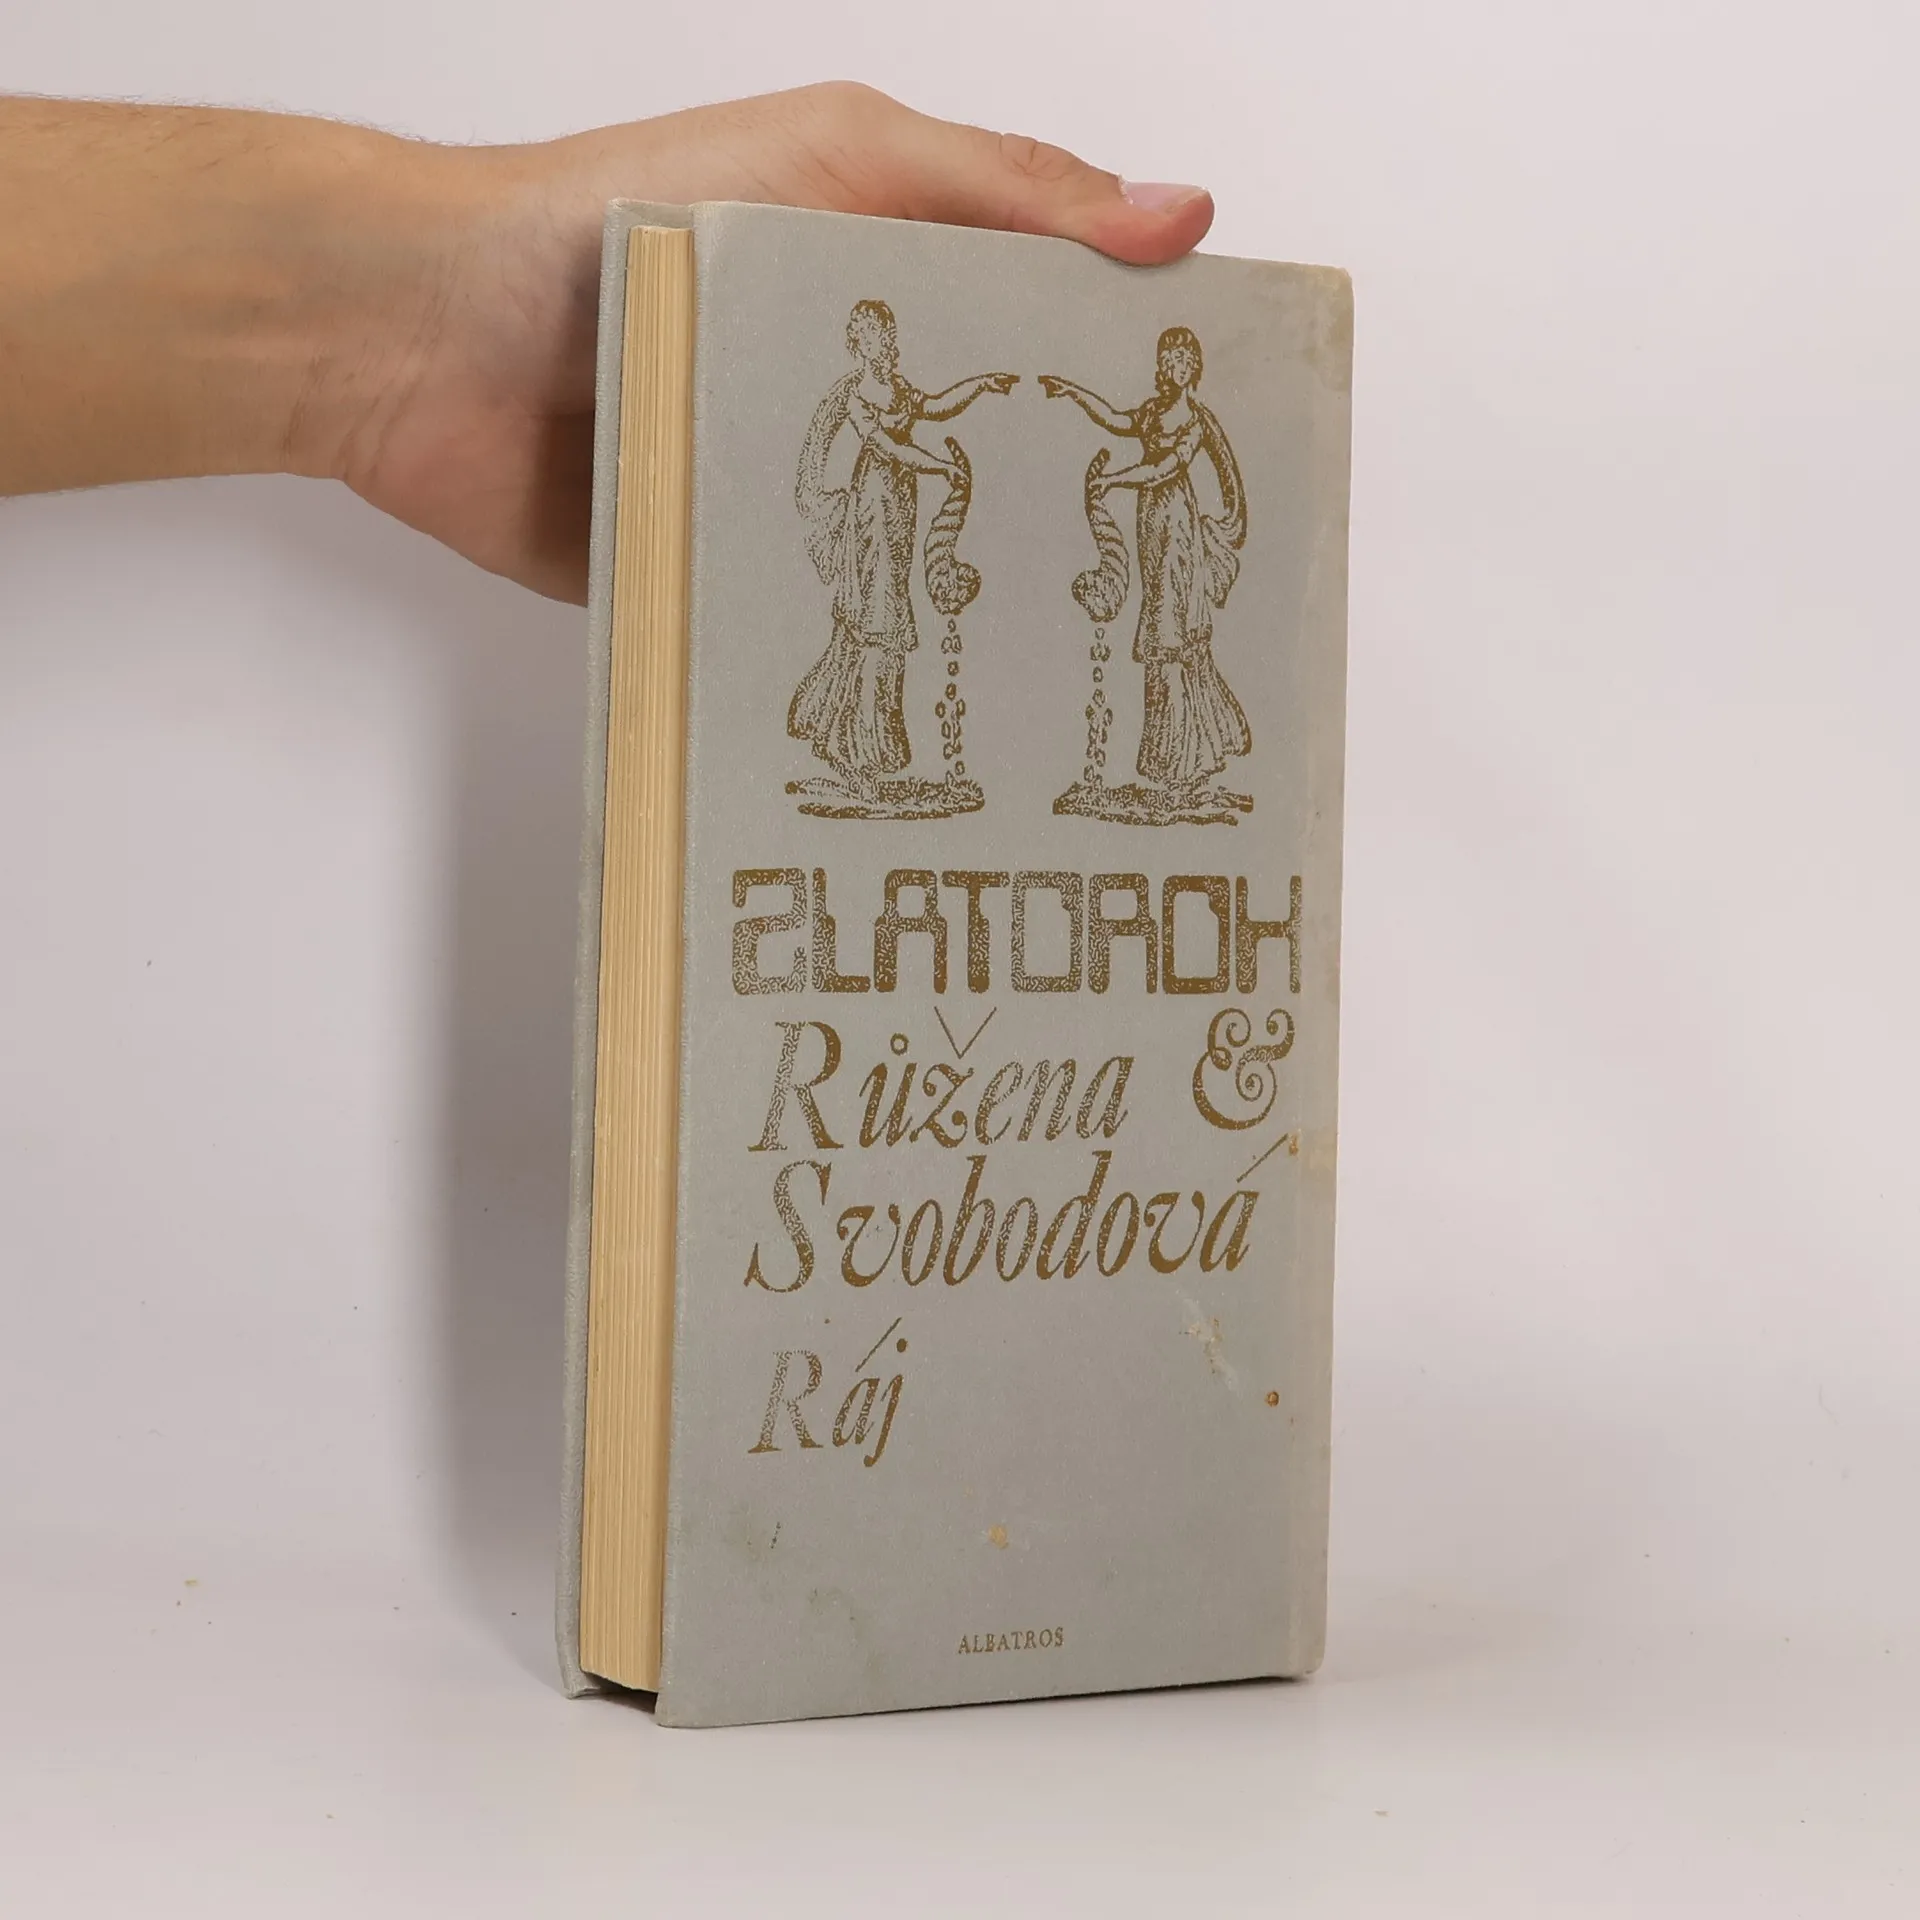 ZLATOROH
Růžena &
Svobodová
Ráj
ALBATROS